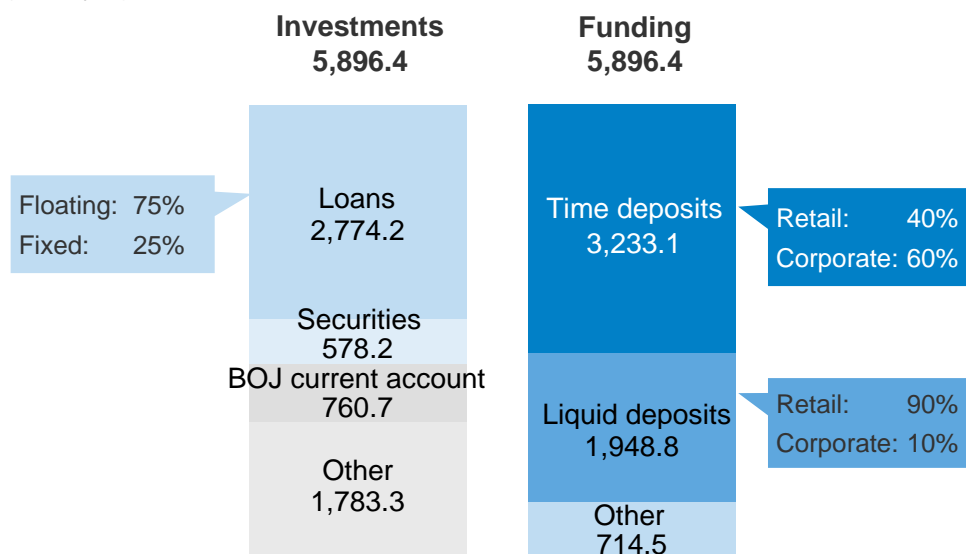 Investments
5,896.4
Funding
5,896.4
Floating: 75%
Fixed: 25%
Loans
2,774.2
Securities
578.2
BOJ current account
760.7
Other
1,783.3
Time deposits
3,233.1
Retail: 40%
Corporate: 60%
Liquid deposits
1,948.8
Retail: 90%
Corporate: 10%
Other
714.5